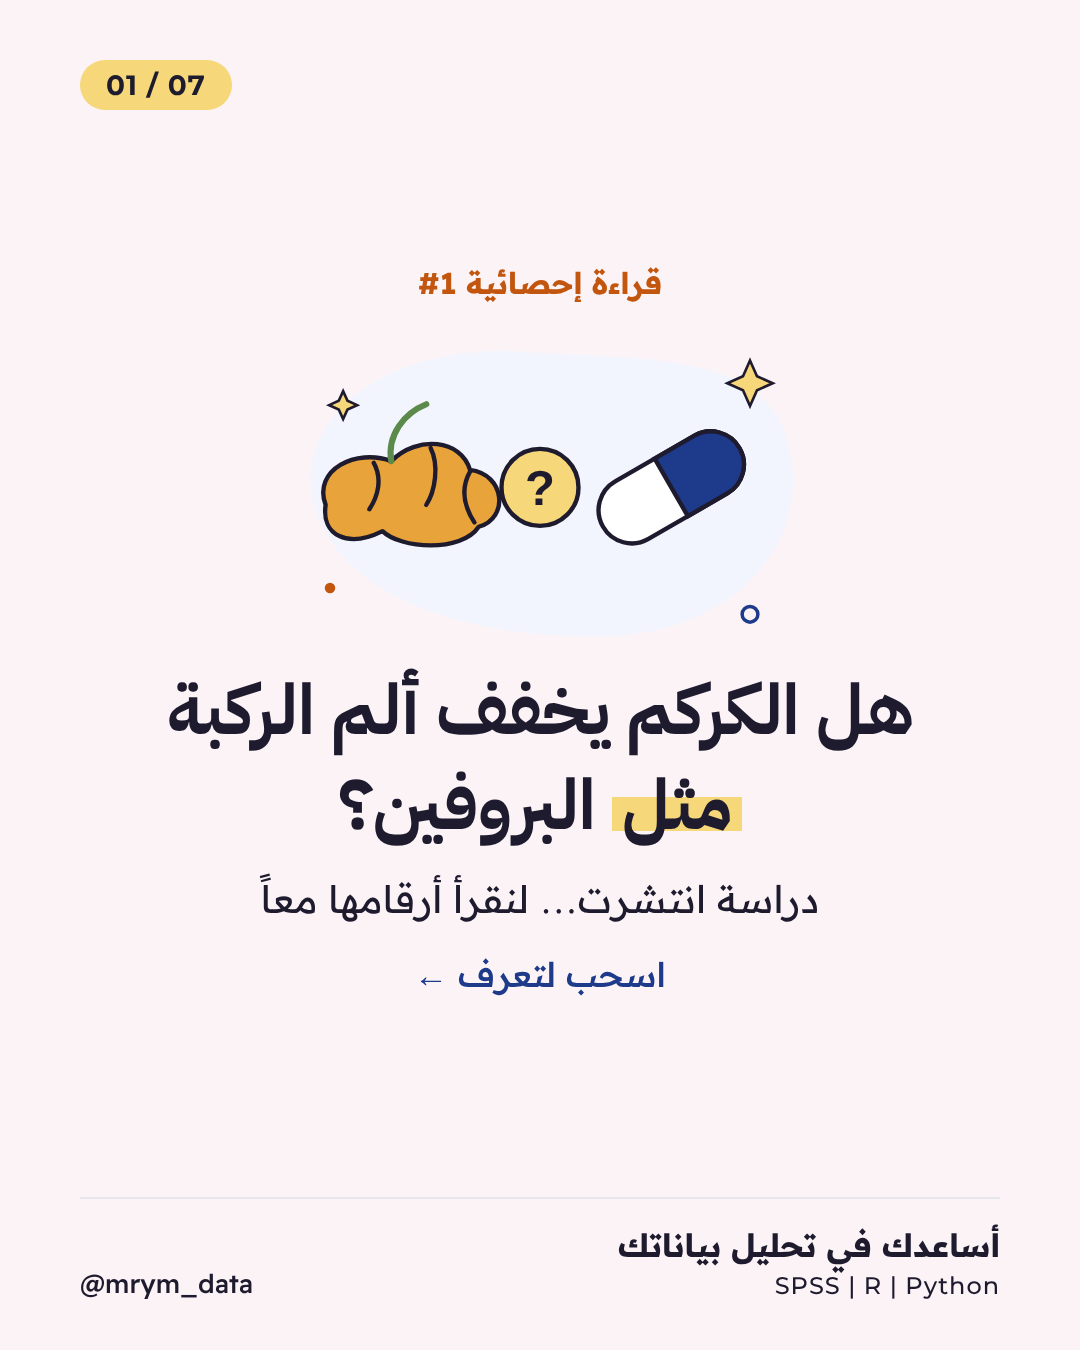 01 / 07
قراءة إحصائية #1
?
هل الكركم يخفف ألم الركبة
مثل البروفين؟
دراسة انتشرت... لنقرأ أرقامها معاً
اسحب لتعرف ←
أساعدك في تحليل بياناتك
SPSS | R | Python
@mrym_data